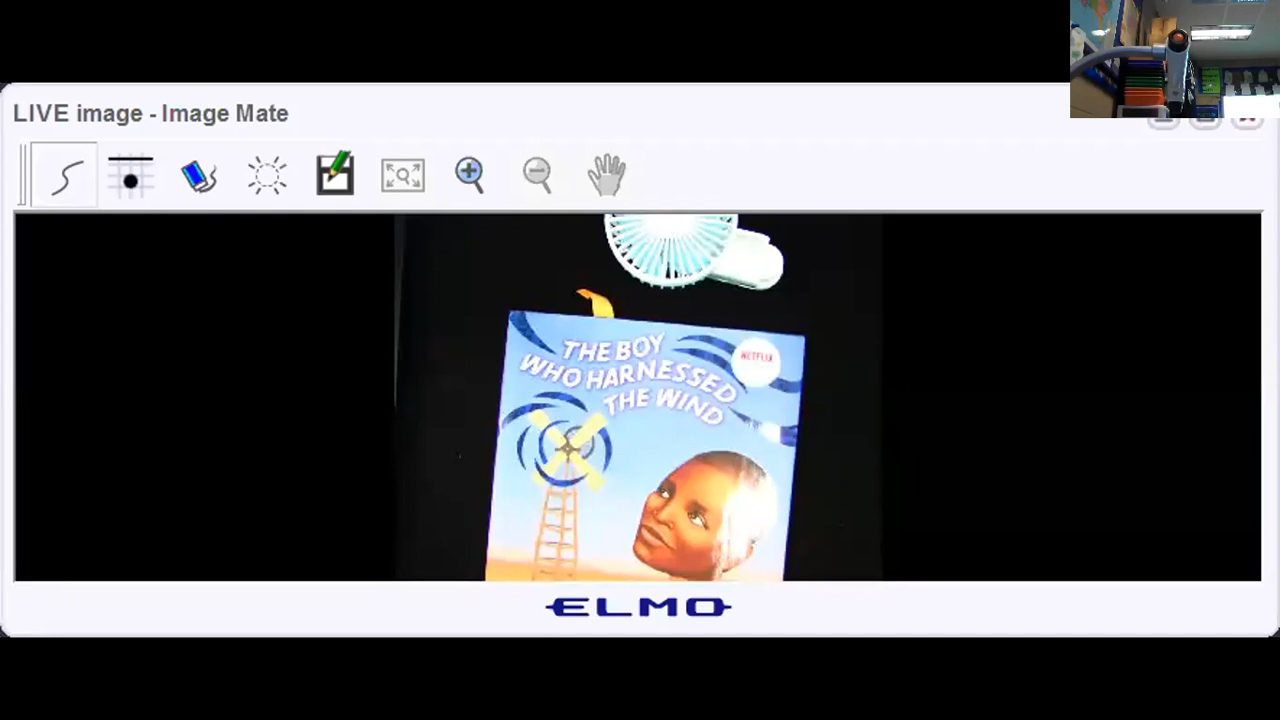 LIVE image - Image Mate
THE BOY
WHO HARNESSED
THE WIND
NETFLIX
ELMO